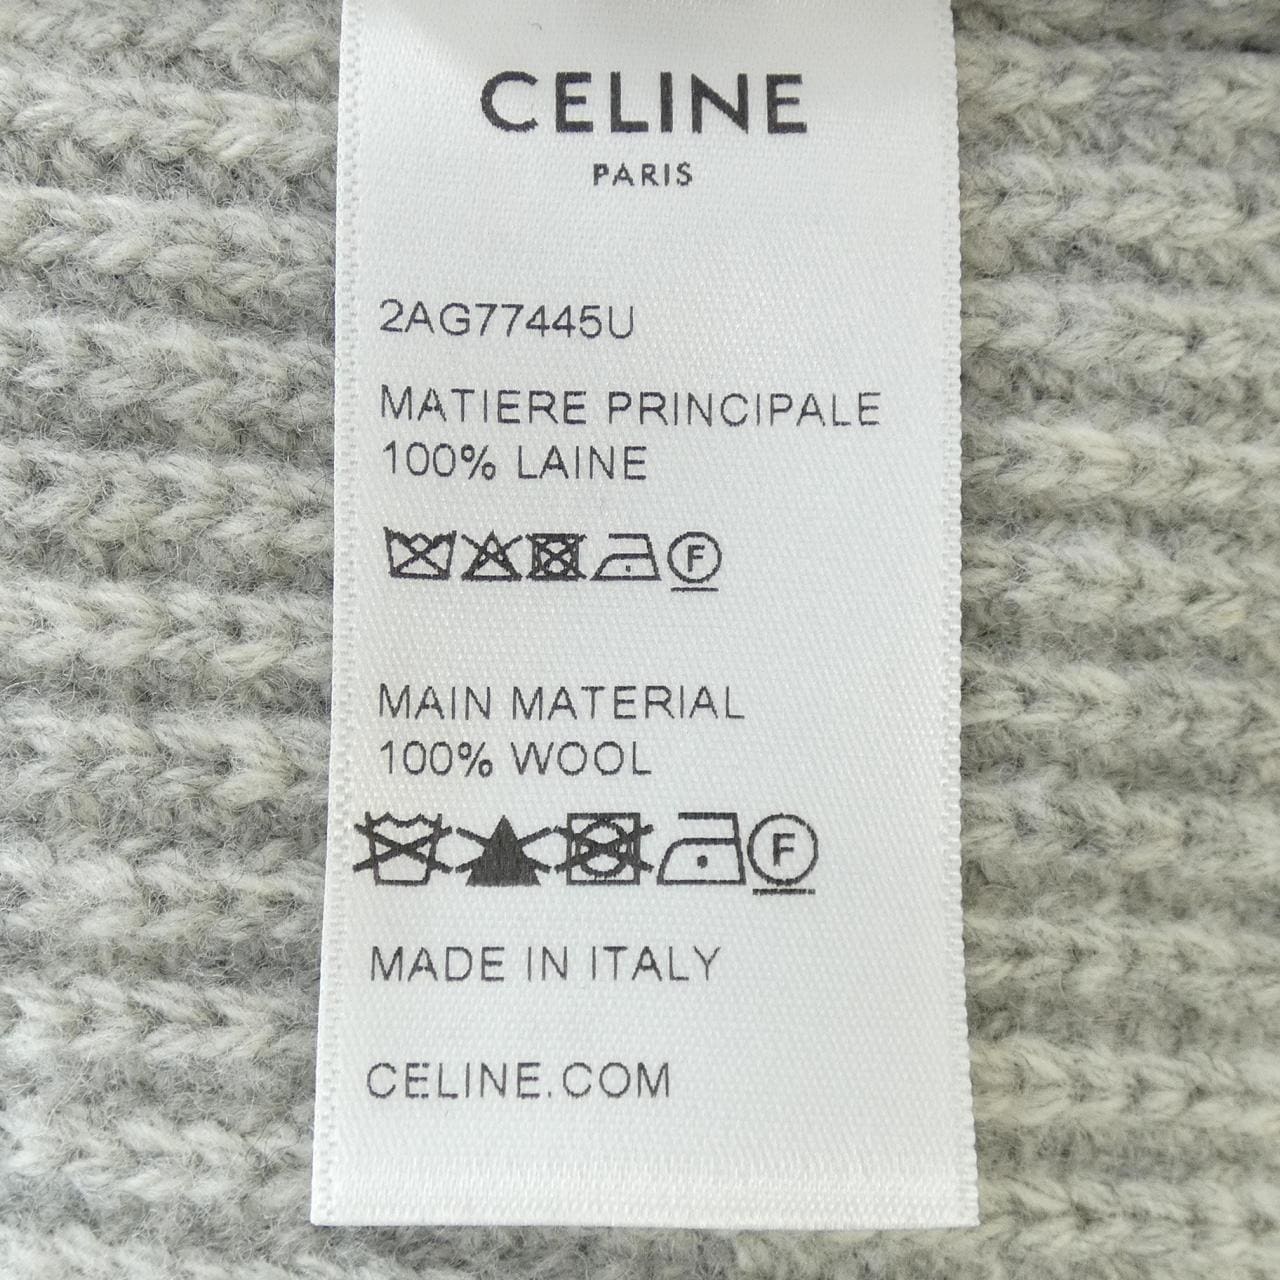 CELINE
PARIS
2AG77445U
MATIERE PRINCIPALE
100% LAINE
F
MAIN MATERIAL
100% WOOL
F
MADE IN ITALY
CELINE.COM